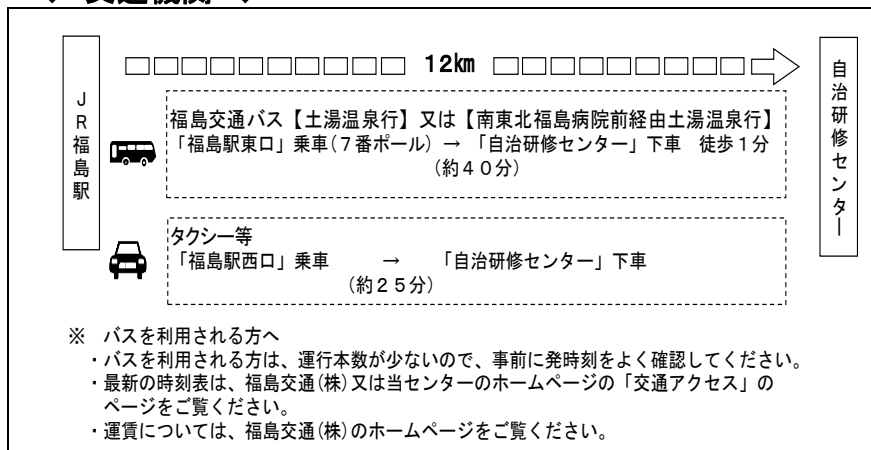 ＪＲ福島駅
12㎞
自治研修センター
福島交通バス【土湯温泉行】又は【南東北福島病院前経由土湯温泉行】
「福島駅東口」乗車(７番ポール) → 「自治研修センター」下車　徒歩１分
(約４０分)
タクシー等
「福島駅西口」乗車　　→　　「自治研修センター」下車
(約２５分)
※　バスを利用される方へ
・バスを利用される方は、運行本数が少ないので、事前に発時刻をよく確認してください。
・最新の時刻表は、福島交通(株)又は当センターのホームページの「交通アクセス」の
ページをご覧ください。
・運賃については、福島交通(株)のホームページをご覧ください。